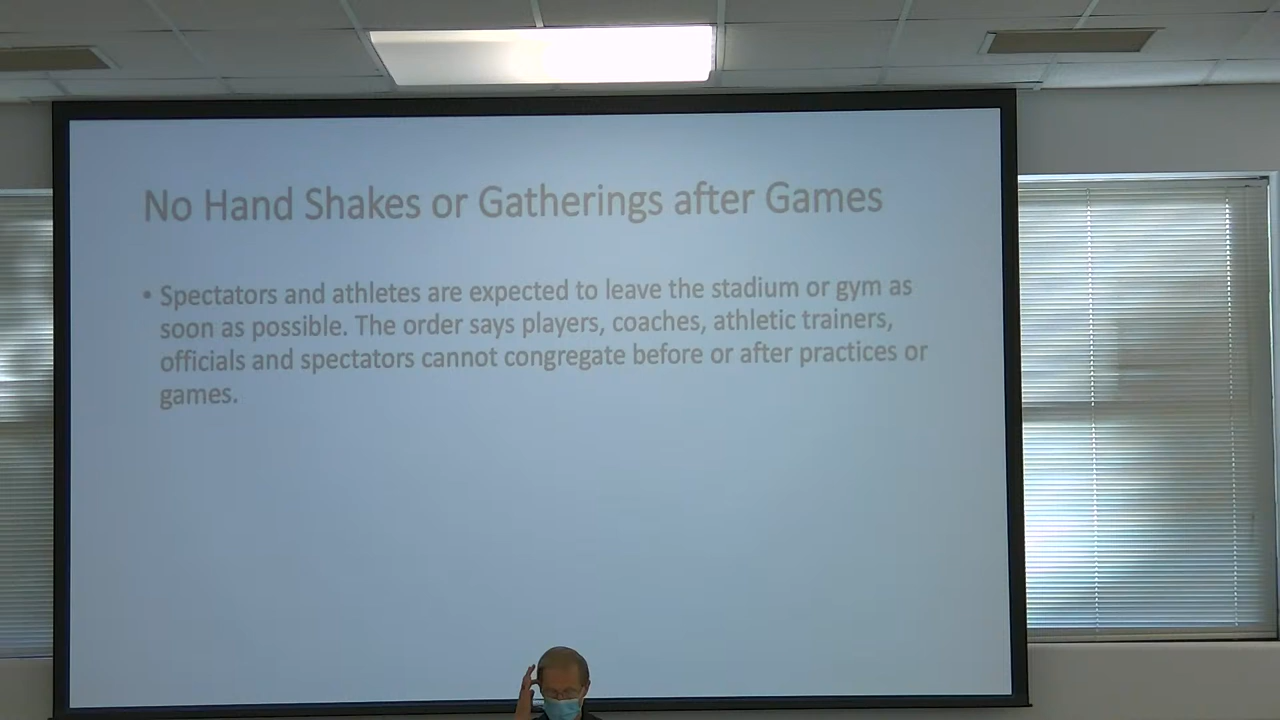 No Hand Shakes or Gatherings after Games
• Spectators and athletes are expected to leave the stadium or gym as
soon as possible. The order says players, coaches, athletic trainers,
officials and spectators cannot congregate before or after practices or
games.